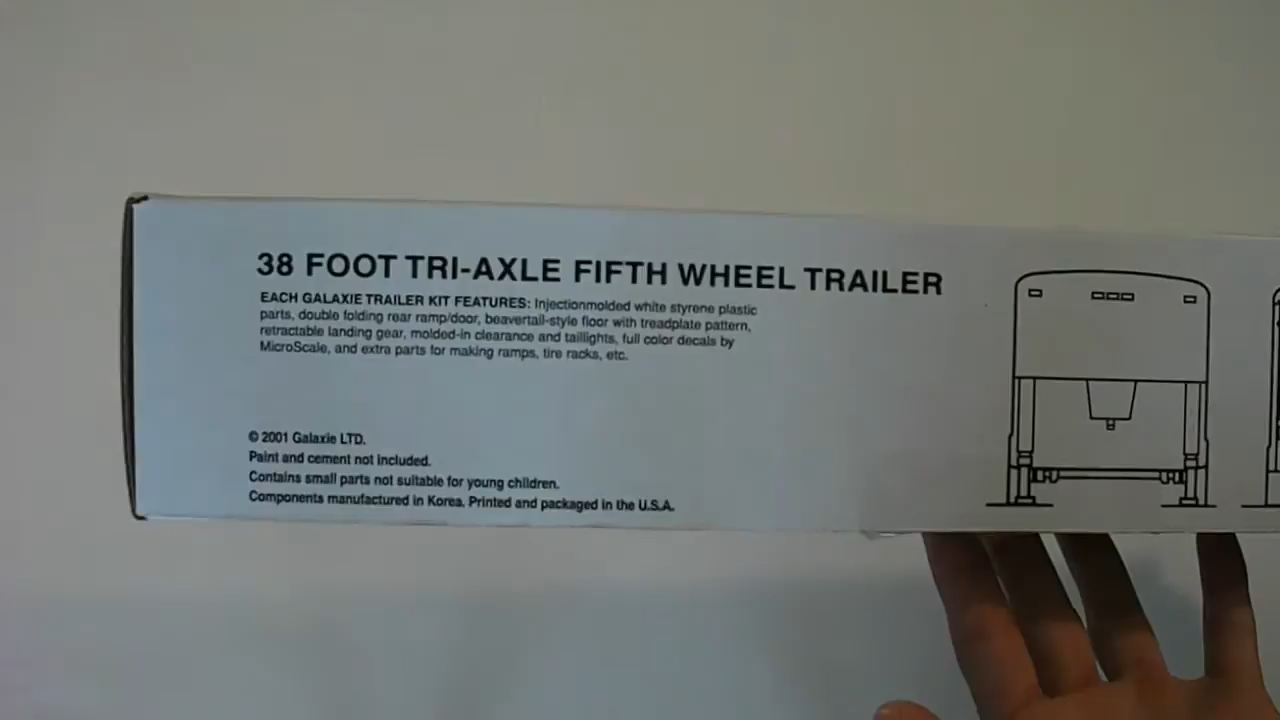 38 FOOT TRI-AXLE FIFTH WHEEL TRAILER
EACH GALAXIE TRAILER KIT FEATURES: Injectionmolded white styrene plastic
parts, double folding rear ramp/door, beavertail-style floor with treadplate pattern,
retractable landing gear, molded-in clearance and taillights, full color decals by
MicroScale, and extra parts for making ramps, tire racks, etc.
© 2001 Galaxie LTD.
Paint and cement not included.
Contains small parts not suitable for young children.
Components manufactured in Korea. Printed and packaged in the U.S.A.